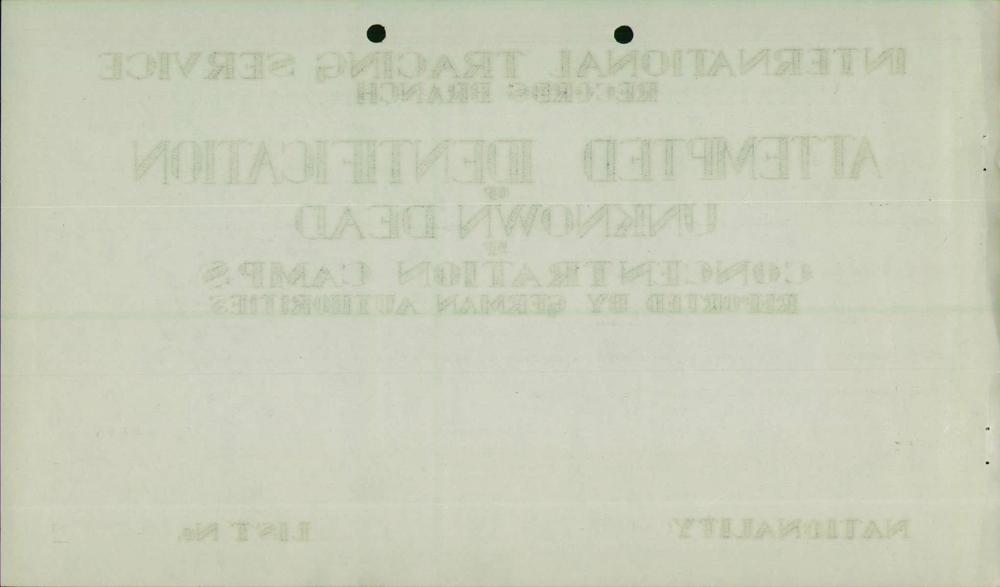 INTERNATIONAL TRACING SERVICE
RECORDS BRANCH
ATTEMPTED IDENTIFICATION
OF
UNKNOWN DEAD
OF
CONCENTRATION CAMPS
REPORTED BY GERMAN AUTHORITIES
NATIONALITY LIST No.